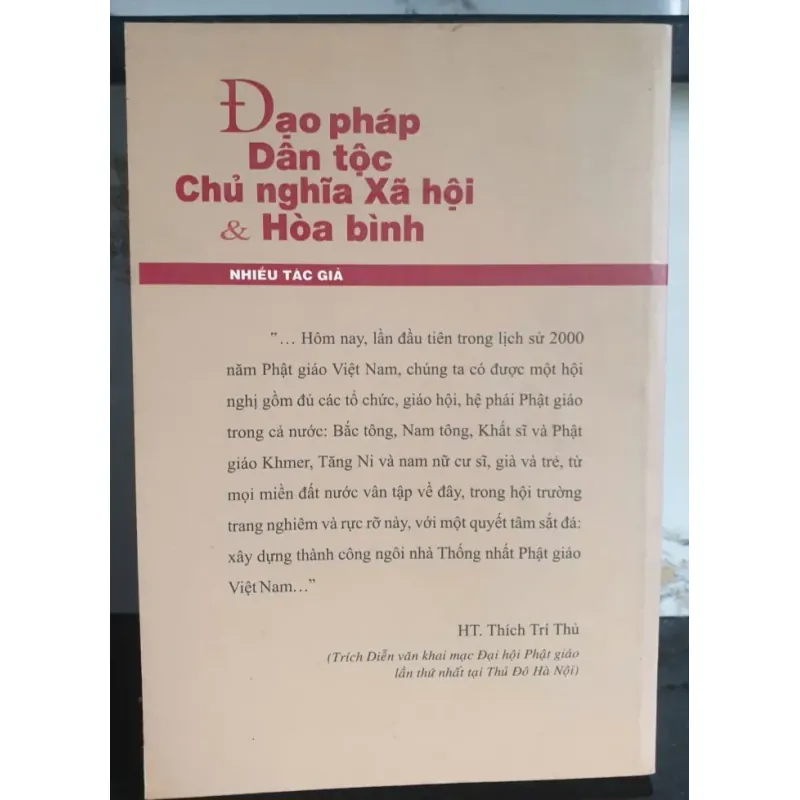 Đạo pháp
Dân tộc
Chủ nghĩa Xã hội
& Hòa bình
NHIỀU TÁC GIẢ
"… Hôm nay, lần đầu tiên trong lịch sử 2000
năm Phật giáo Việt Nam, chúng ta có được một hội
nghị gồm đủ các tổ chức, giáo hội, hệ phái Phật giáo
trong cả nước: Bắc tông, Nam tông, Khất sĩ và Phật
giáo Khmer, Tăng Ni và nam nữ cư sĩ, già và trẻ, từ
mọi miền đất nước vân tập về đây, trong hội trường
trang nghiêm và rực rỡ này, với một quyết tâm sắt đá:
xây dựng thành công ngôi nhà Thống nhất Phật giáo
Việt Nam…"
HT. Thích Trí Thủ
(Trích Diễn văn khai mạc Đại hội Phật giáo
lần thứ nhất tại Thủ Đô Hà Nội)